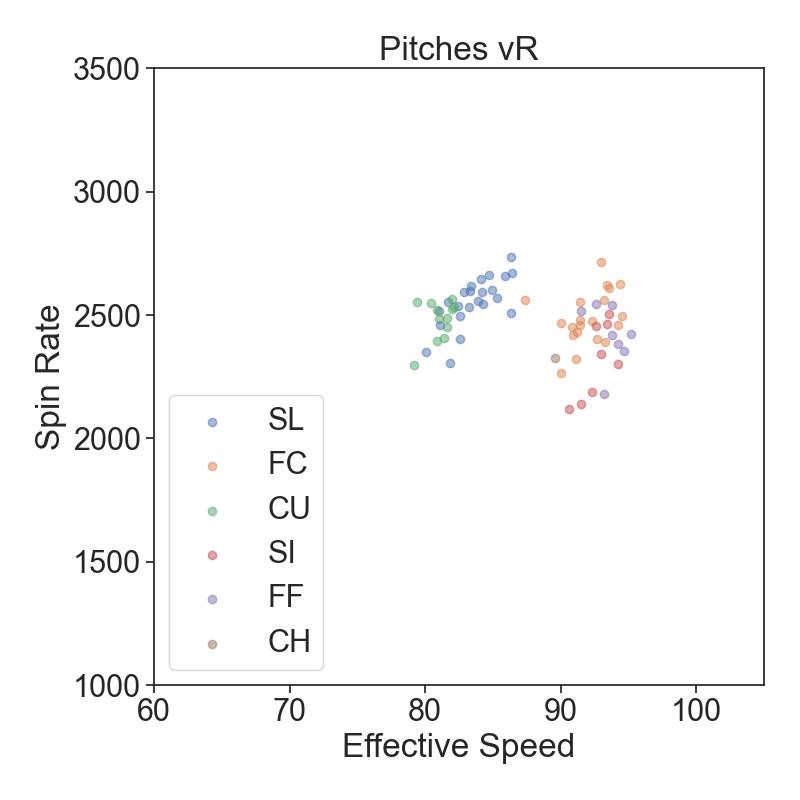 Pitches vR
3500
3000
2500
2000
1500
1000
Spin Rate
SL
FC
CU
SI
FF
CH
60 70 80 90 100
Effective Speed